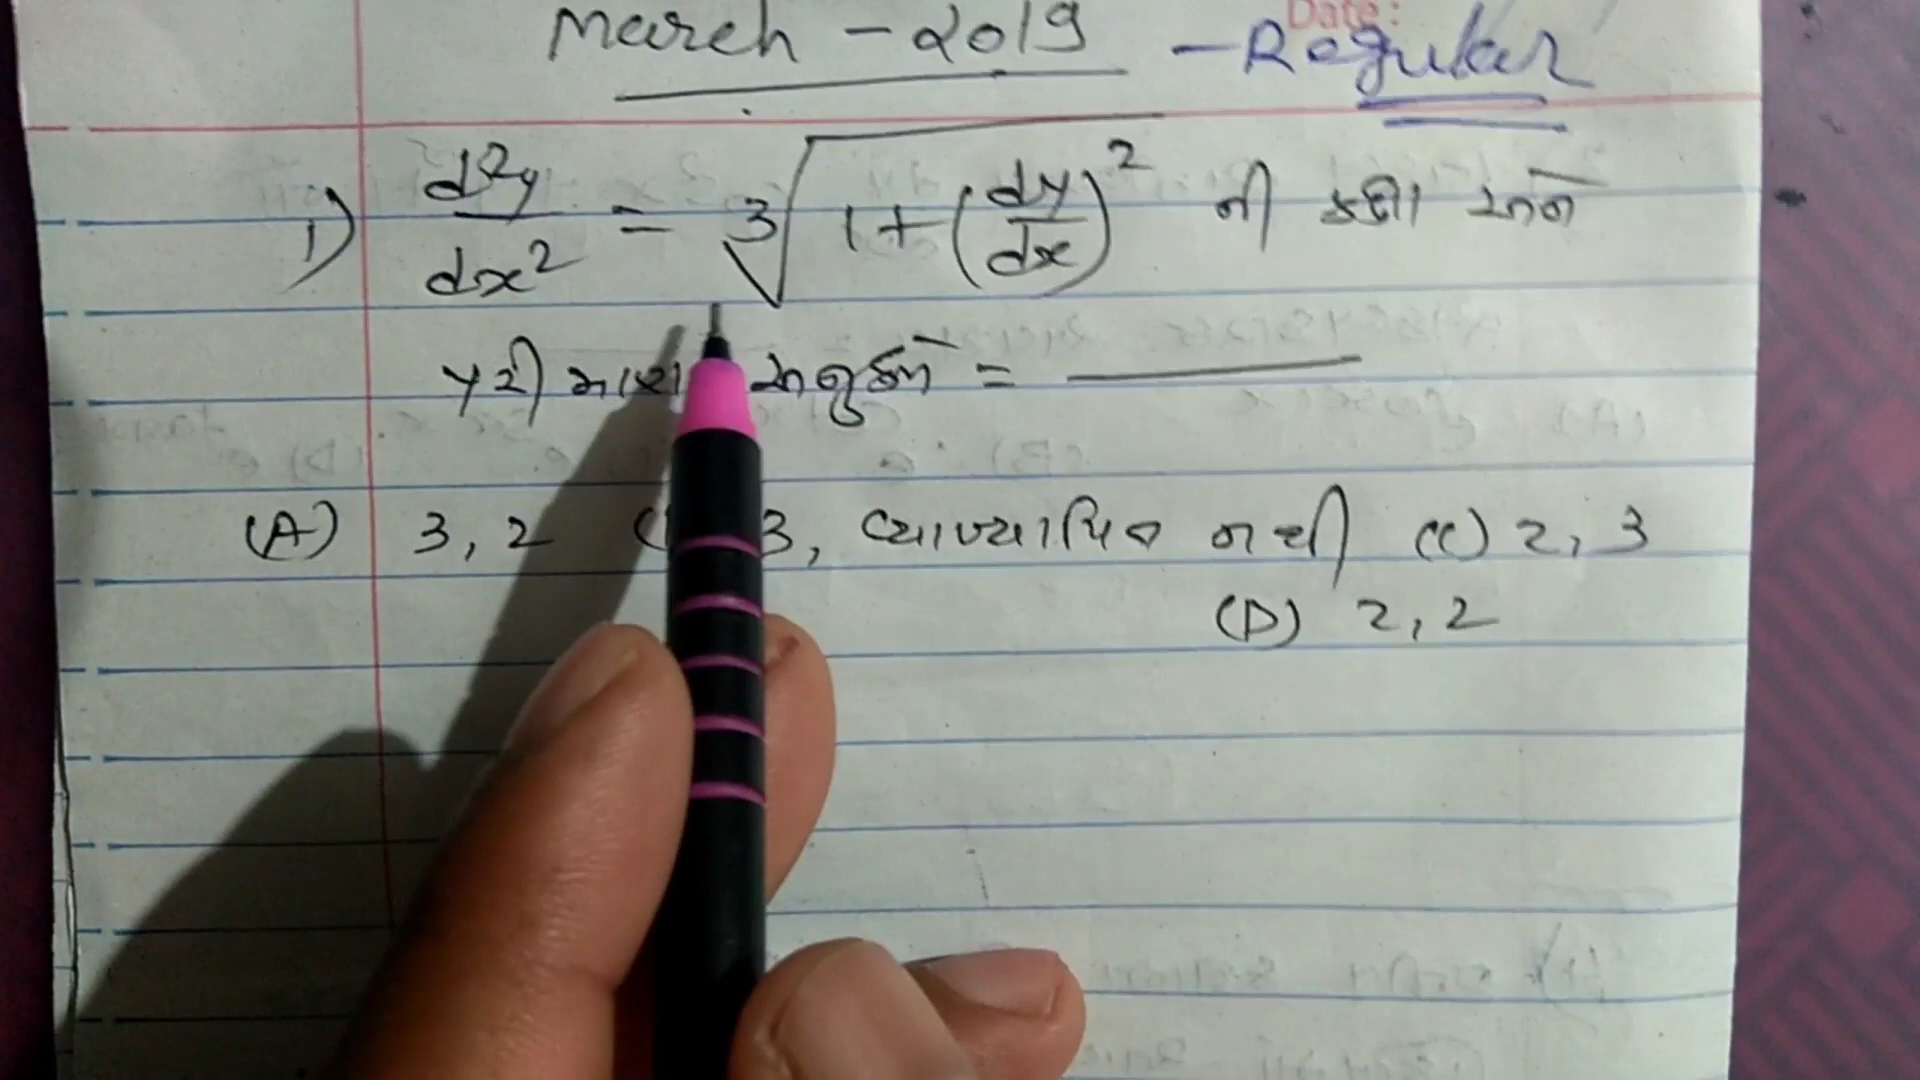 Date:
March - 2019 - Regular
1) d²y/dx² = ∛(1+(dy/dx)²) ની કક્ષા અને
પરિમાણ અનુક્રમે = ______
(A) 3, 2 ( 3, વ્યાખ્યાયિત નથી (C) 2, 3
(D) 2, 2